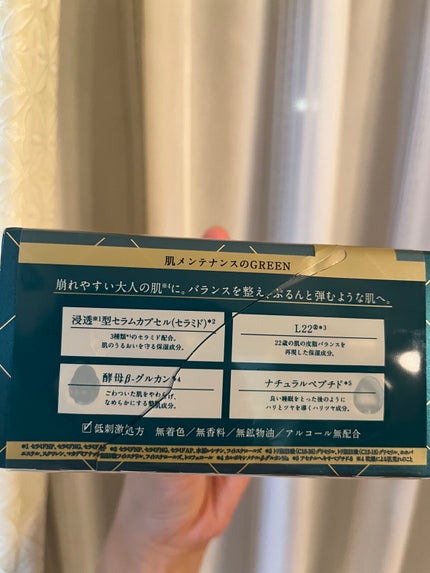 肌メンテナンスのGREEN
崩れやすい大人の肌※4に。バランスを整え、ぷるんと弾むような肌へ。
浸透※1型セラムカプセル(セラミド)※2
3種類※1のセラミド配合。
肌のうるおいを守る保湿成分。
L22®※3
22歳の肌の皮脂バランスを
再現した保湿成分。
酵母β-グルカン※4
ごわついた肌をやわらげ、
なめらかにする整肌成分。
ナチュラルペプチド※5
良い睡眠をとった後のように
ハリとツヤを導くハリツヤ成分。
低刺激処方 無着色／無香料／無鉱物油／アルコール無配合